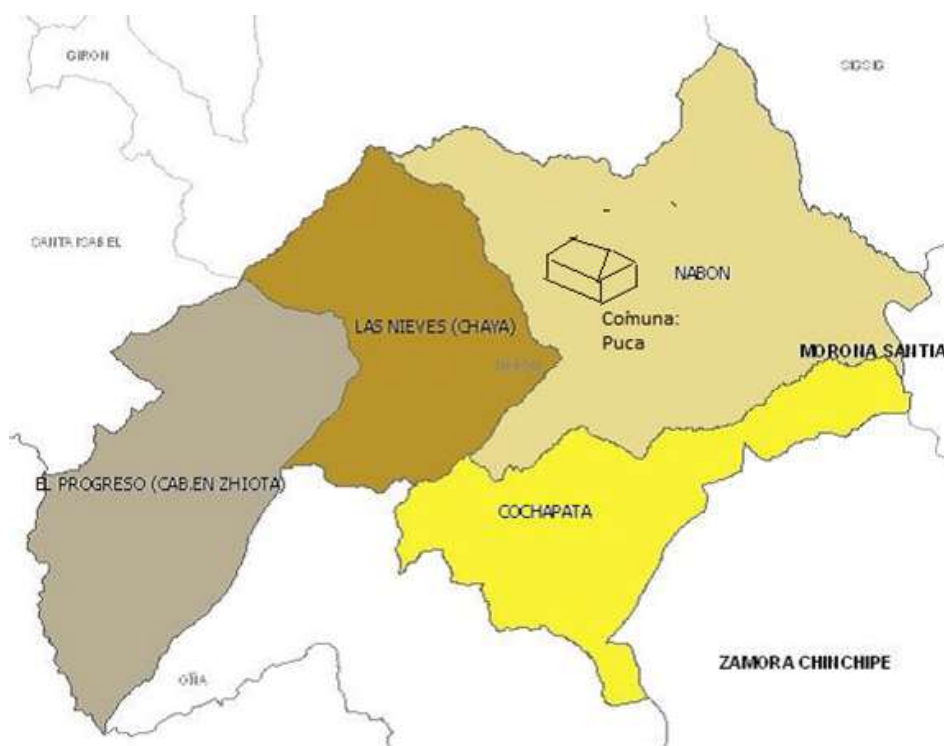 GIRON
SIGSIG
SANTA ISABEL
NABON
LAS NIEVES (CHAYA)
Comuna:
Puca
MORONA SANTIA
EL PROGRESO (CAB.EN ZHIOTA)
COCHAPATA
ZAMORA CHINCHIPE
OÑA